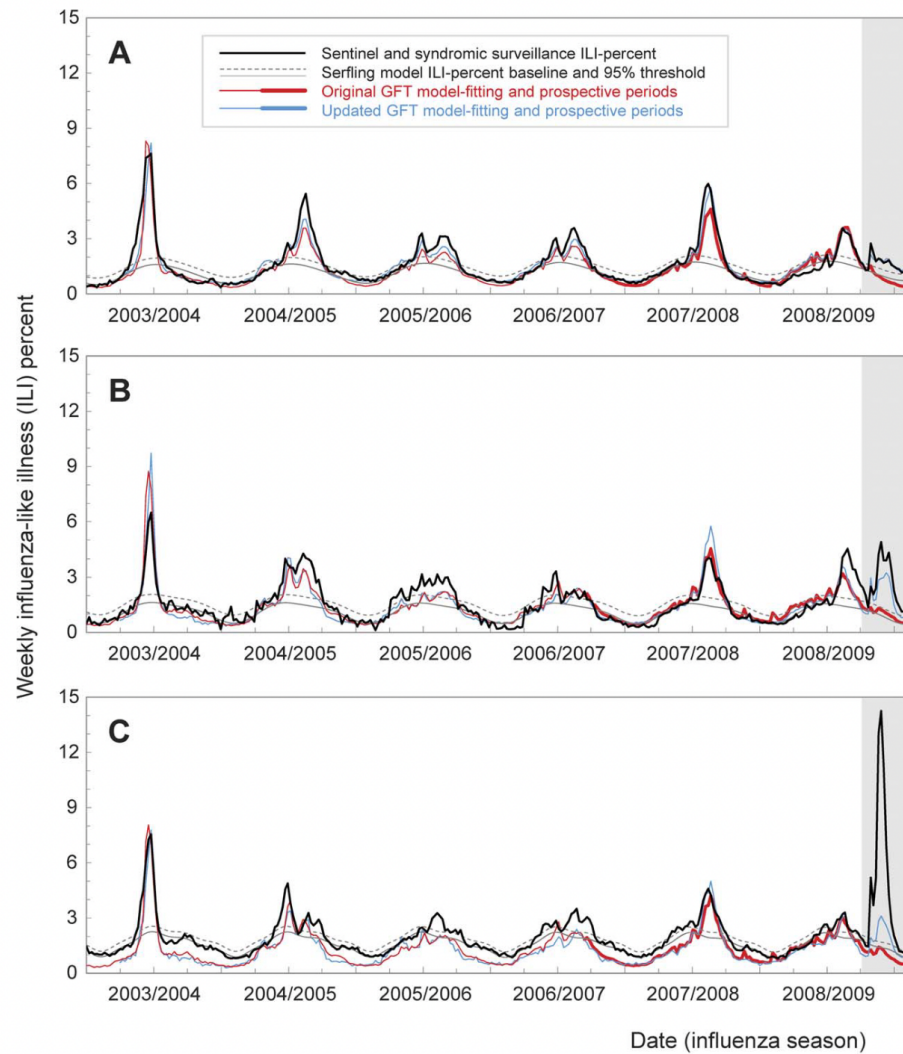 15
A
12
9
6
3
0
Sentinel and syndromic surveillance ILI-percent
Serfling model ILI-percent baseline and 95% threshold
Original GFT model-fitting and prospective periods
Updated GFT model-fitting and prospective periods
2003/2004 2004/2005 2005/2006 2006/2007 2007/2008 2008/2009
Weekly influenza-like illness (ILI) percent
15
B
12
9
6
3
0
2003/2004 2004/2005 2005/2006 2006/2007 2007/2008 2008/2009
15
C
12
9
6
3
0
2003/2004 2004/2005 2005/2006 2006/2007 2007/2008 2008/2009
Date (influenza season)